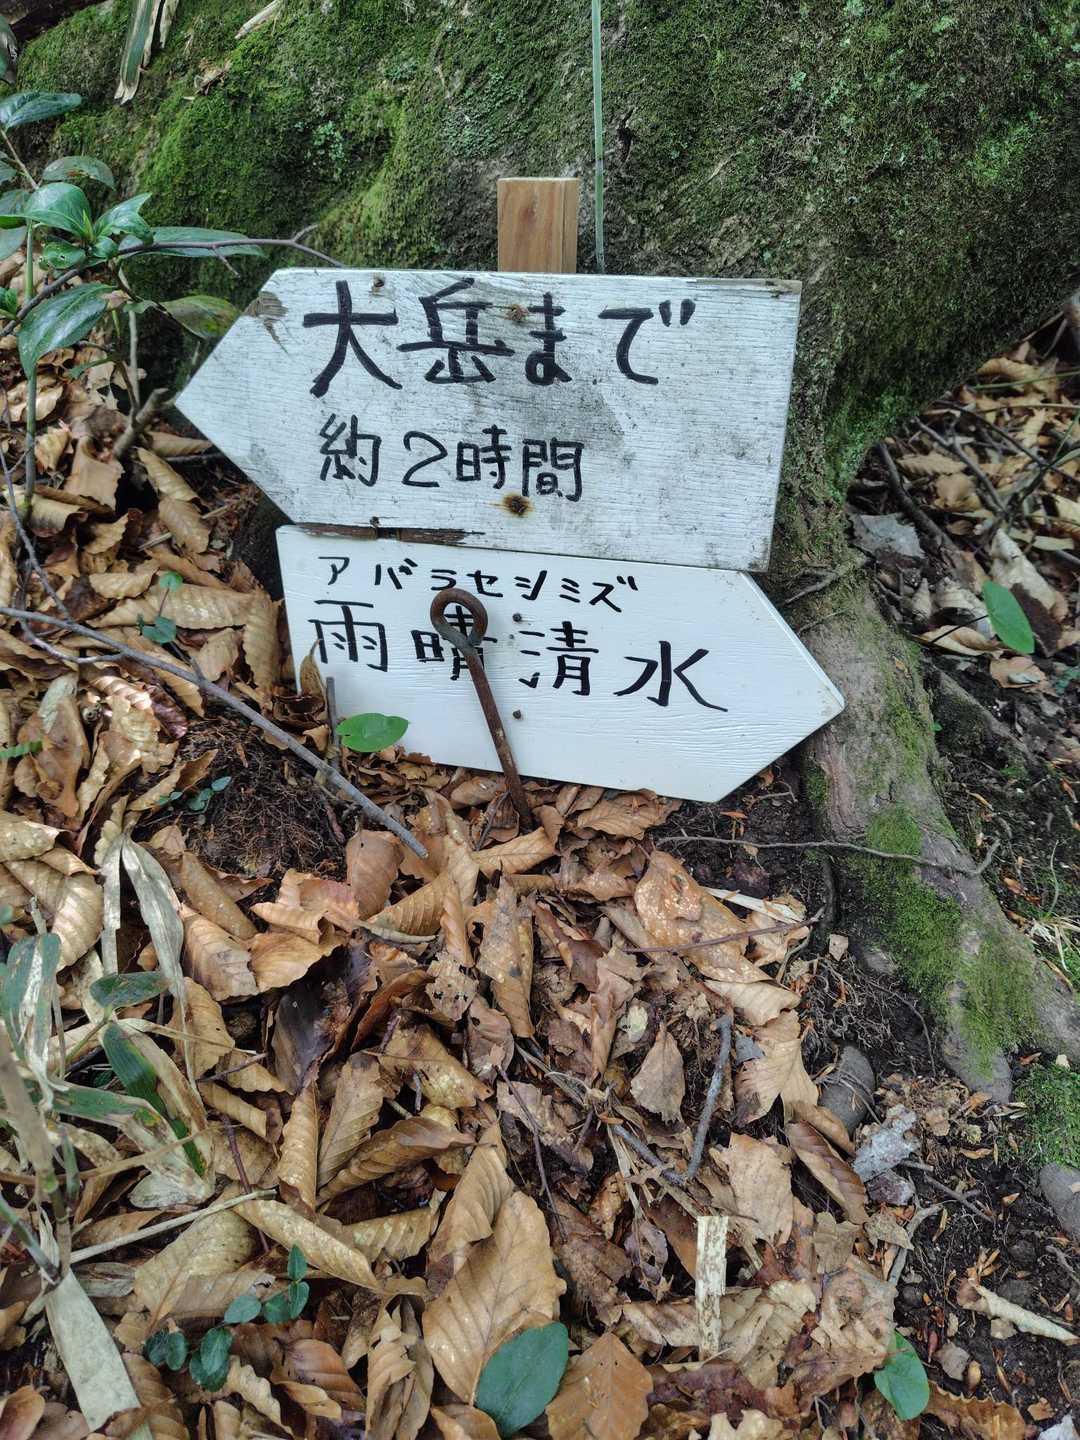 大岳まで
約2時間
アバラセシミズ
雨晴清水